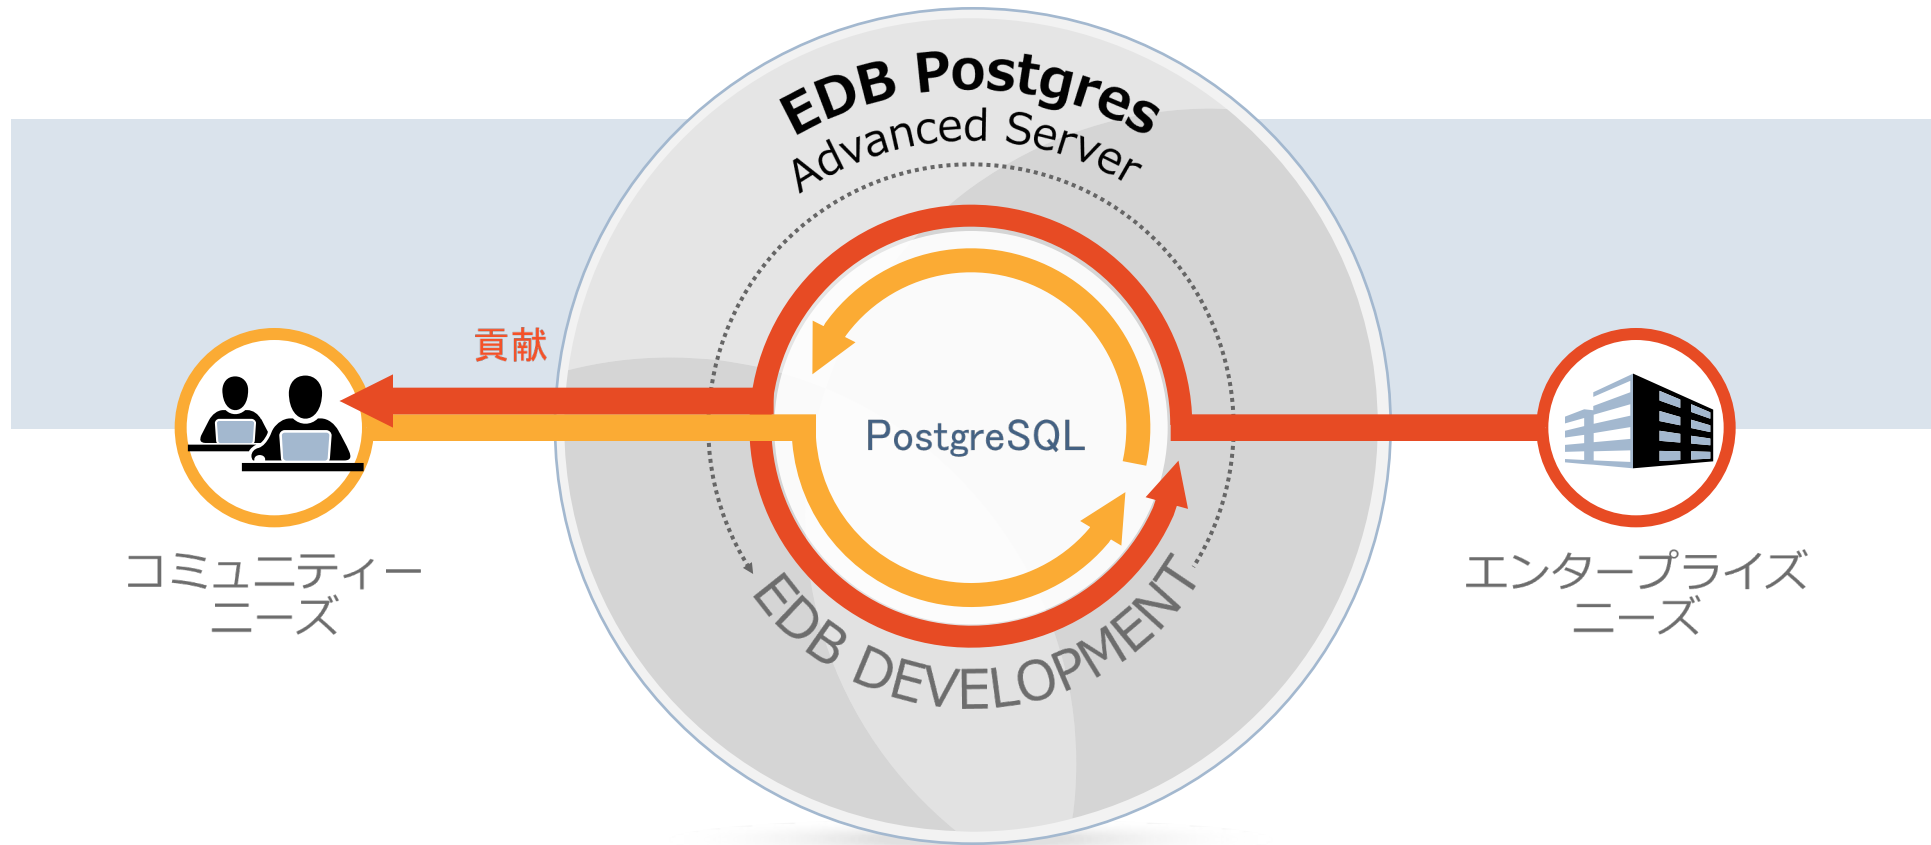 EDB Postgres
Advanced Server
貢献
PostgreSQL
コミュニティー
ニーズ
エンタープライズ
ニーズ
EDB DEVELOPMENT